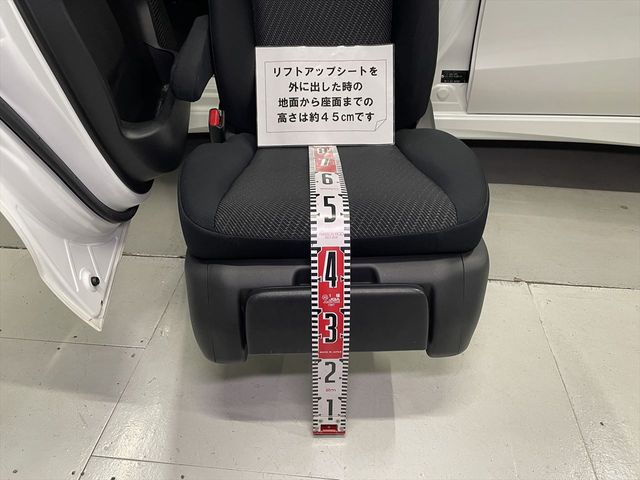 リフトアップシートを
外に出した時の
地面から座面までの
高さは約４５cmです
6
5
4
3
2
1